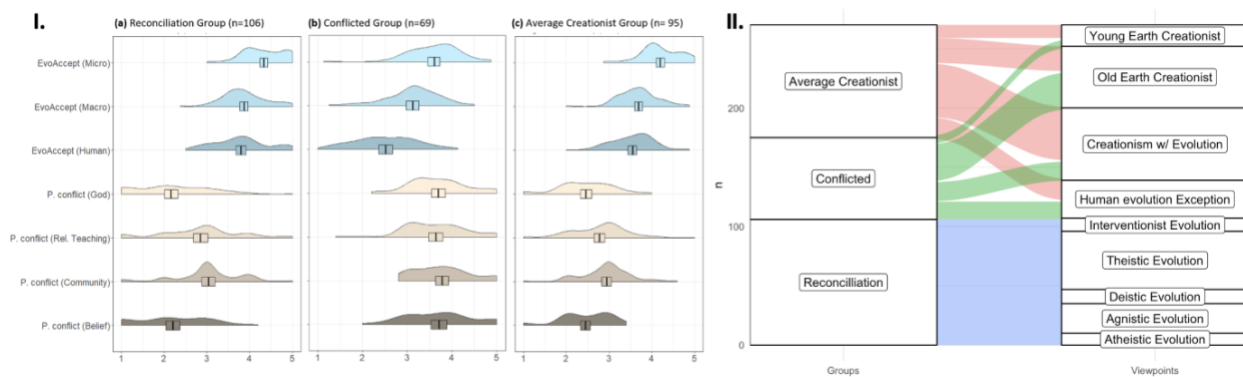 I.
(a) Reconciliation Group (n=106)
(b) Conflicted Group (n=69)
(c) Average Creationist Group (n= 95)
EvoAccept (Micro)
EvoAccept (Macro)
EvoAccept (Human)
P. conflict (God)
P. conflict (Rel. Teaching)
P. conflict (Community)
P. conflict (Belief)
1 2 3 4 5
1 2 3 4 5
1 2 3 4 5
II.
n
200
100
0
Average Creationist
Conflicted
Reconcilliation
Young Earth Creationist
Old Earth Creationist
Creationism w/ Evolution
Human evolution Exception
Interventionist Evolution
Theistic Evolution
Deistic Evolution
Agnistic Evolution
Atheistic Evolution
Groups
Viewpoints